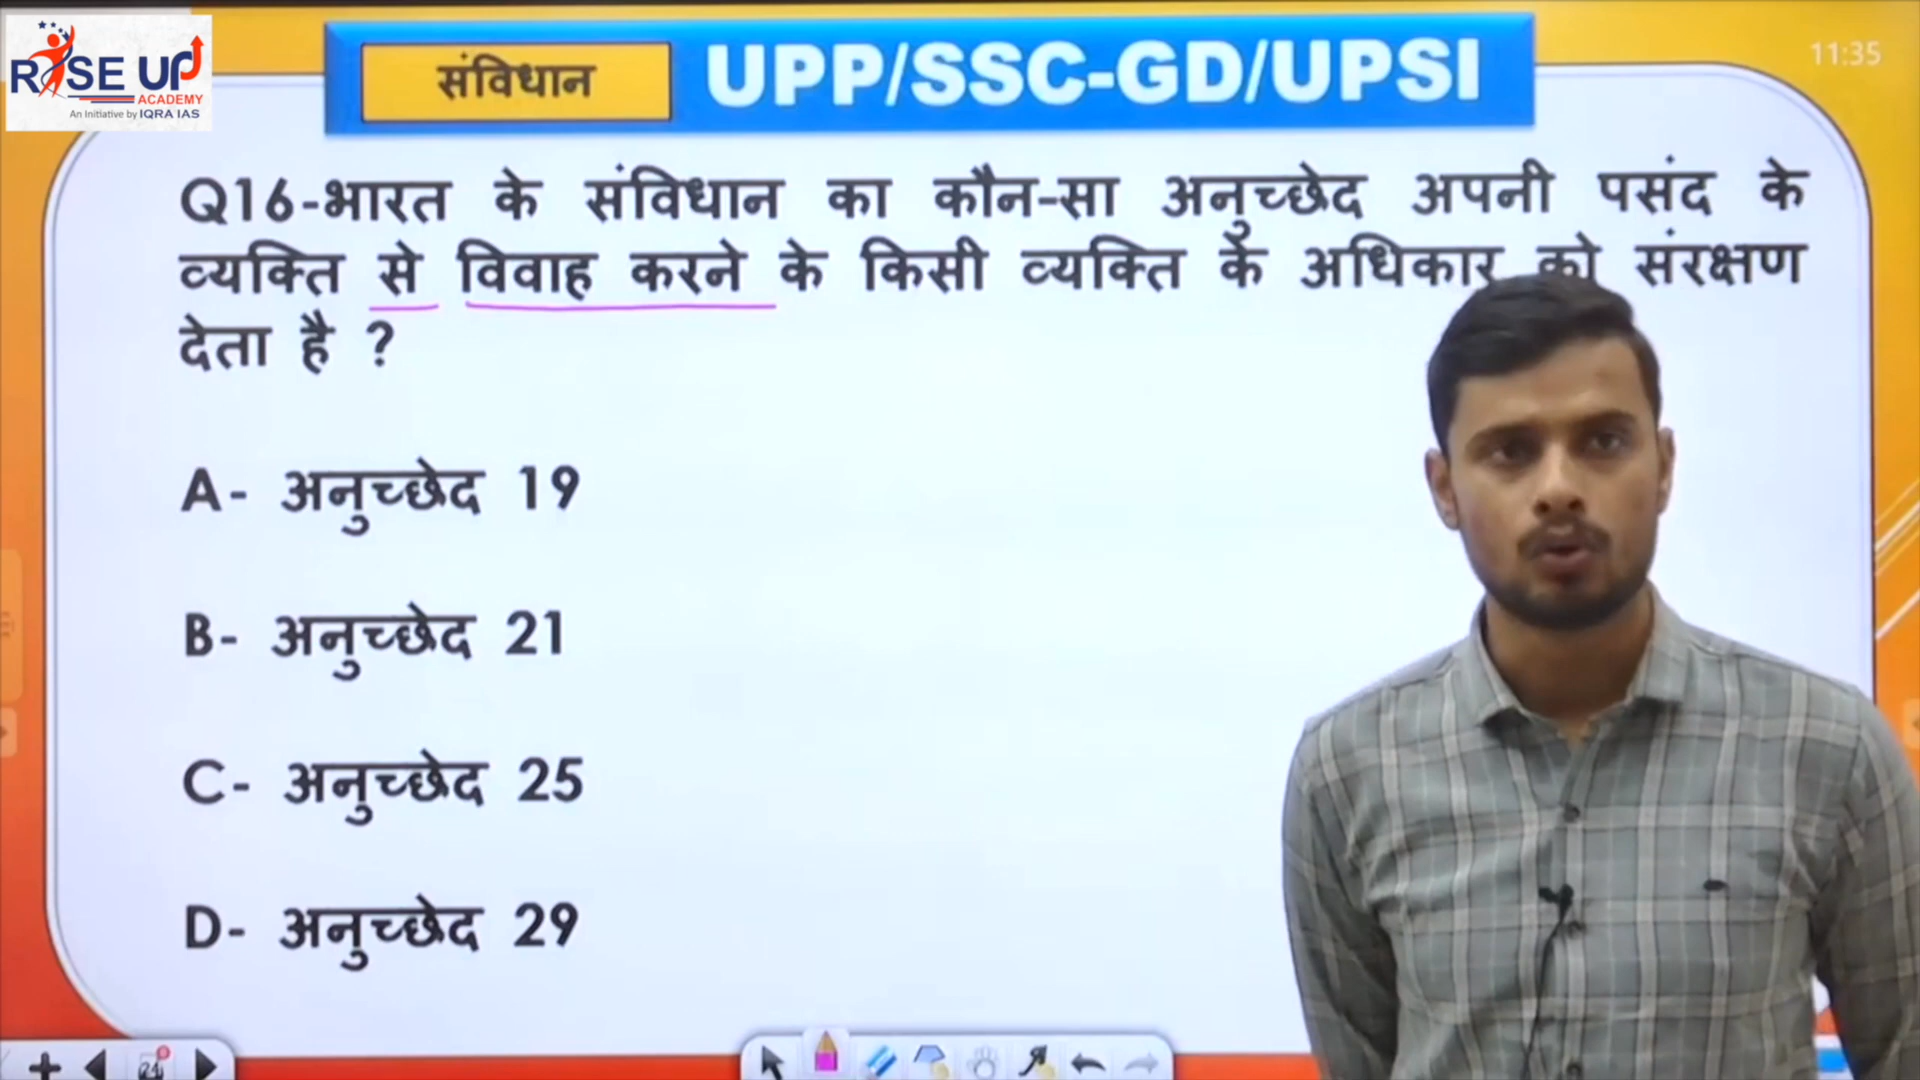 RISE UP
ACADEMY
An Initiative by IQRA IAS
संविधान
UPP/SSC-GD/UPSI
11:35
Q16-भारत के संविधान का कौन-सा अनुच्छेद अपनी पसंद के
व्यक्ति से विवाह करने के किसी व्यक्ति के अधिकार को संरक्षण
देता है ?
A- अनुच्छेद 19
B- अनुच्छेद 21
C- अनुच्छेद 25
D- अनुच्छेद 29